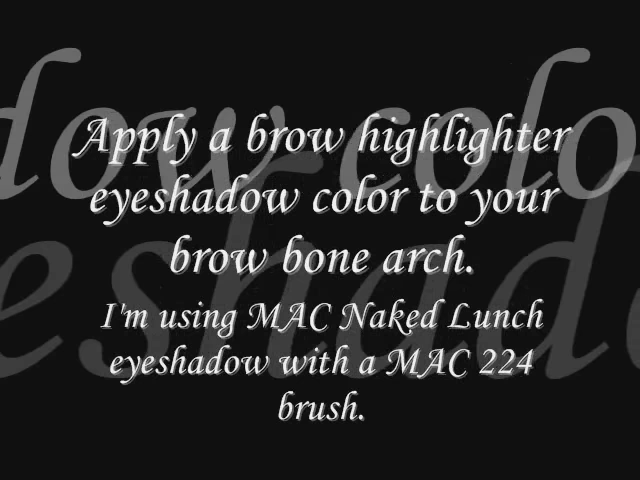 Apply a brow highlighter
eyeshadow color to your
brow bone arch.
I'm using MAC Naked Lunch
eyeshadow with a MAC 224
brush.